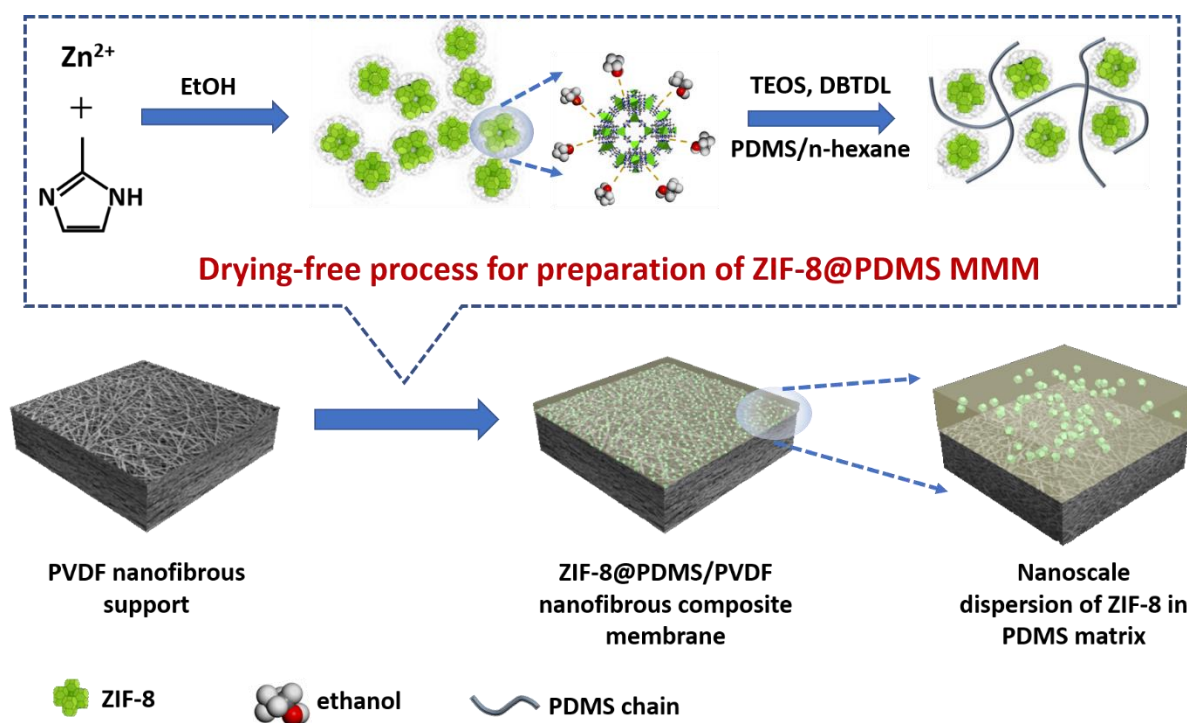 Zn²⁺
+
N
NH
EtOH
TEOS, DBTDL
PDMS/n-hexane
Drying-free process for preparation of ZIF-8@PDMS MMM
PVDF nanofibrous
support
ZIF-8@PDMS/PVDF
nanofibrous composite
membrane
Nanoscale
dispersion of ZIF-8 in
PDMS matrix
ZIF-8
ethanol
PDMS chain